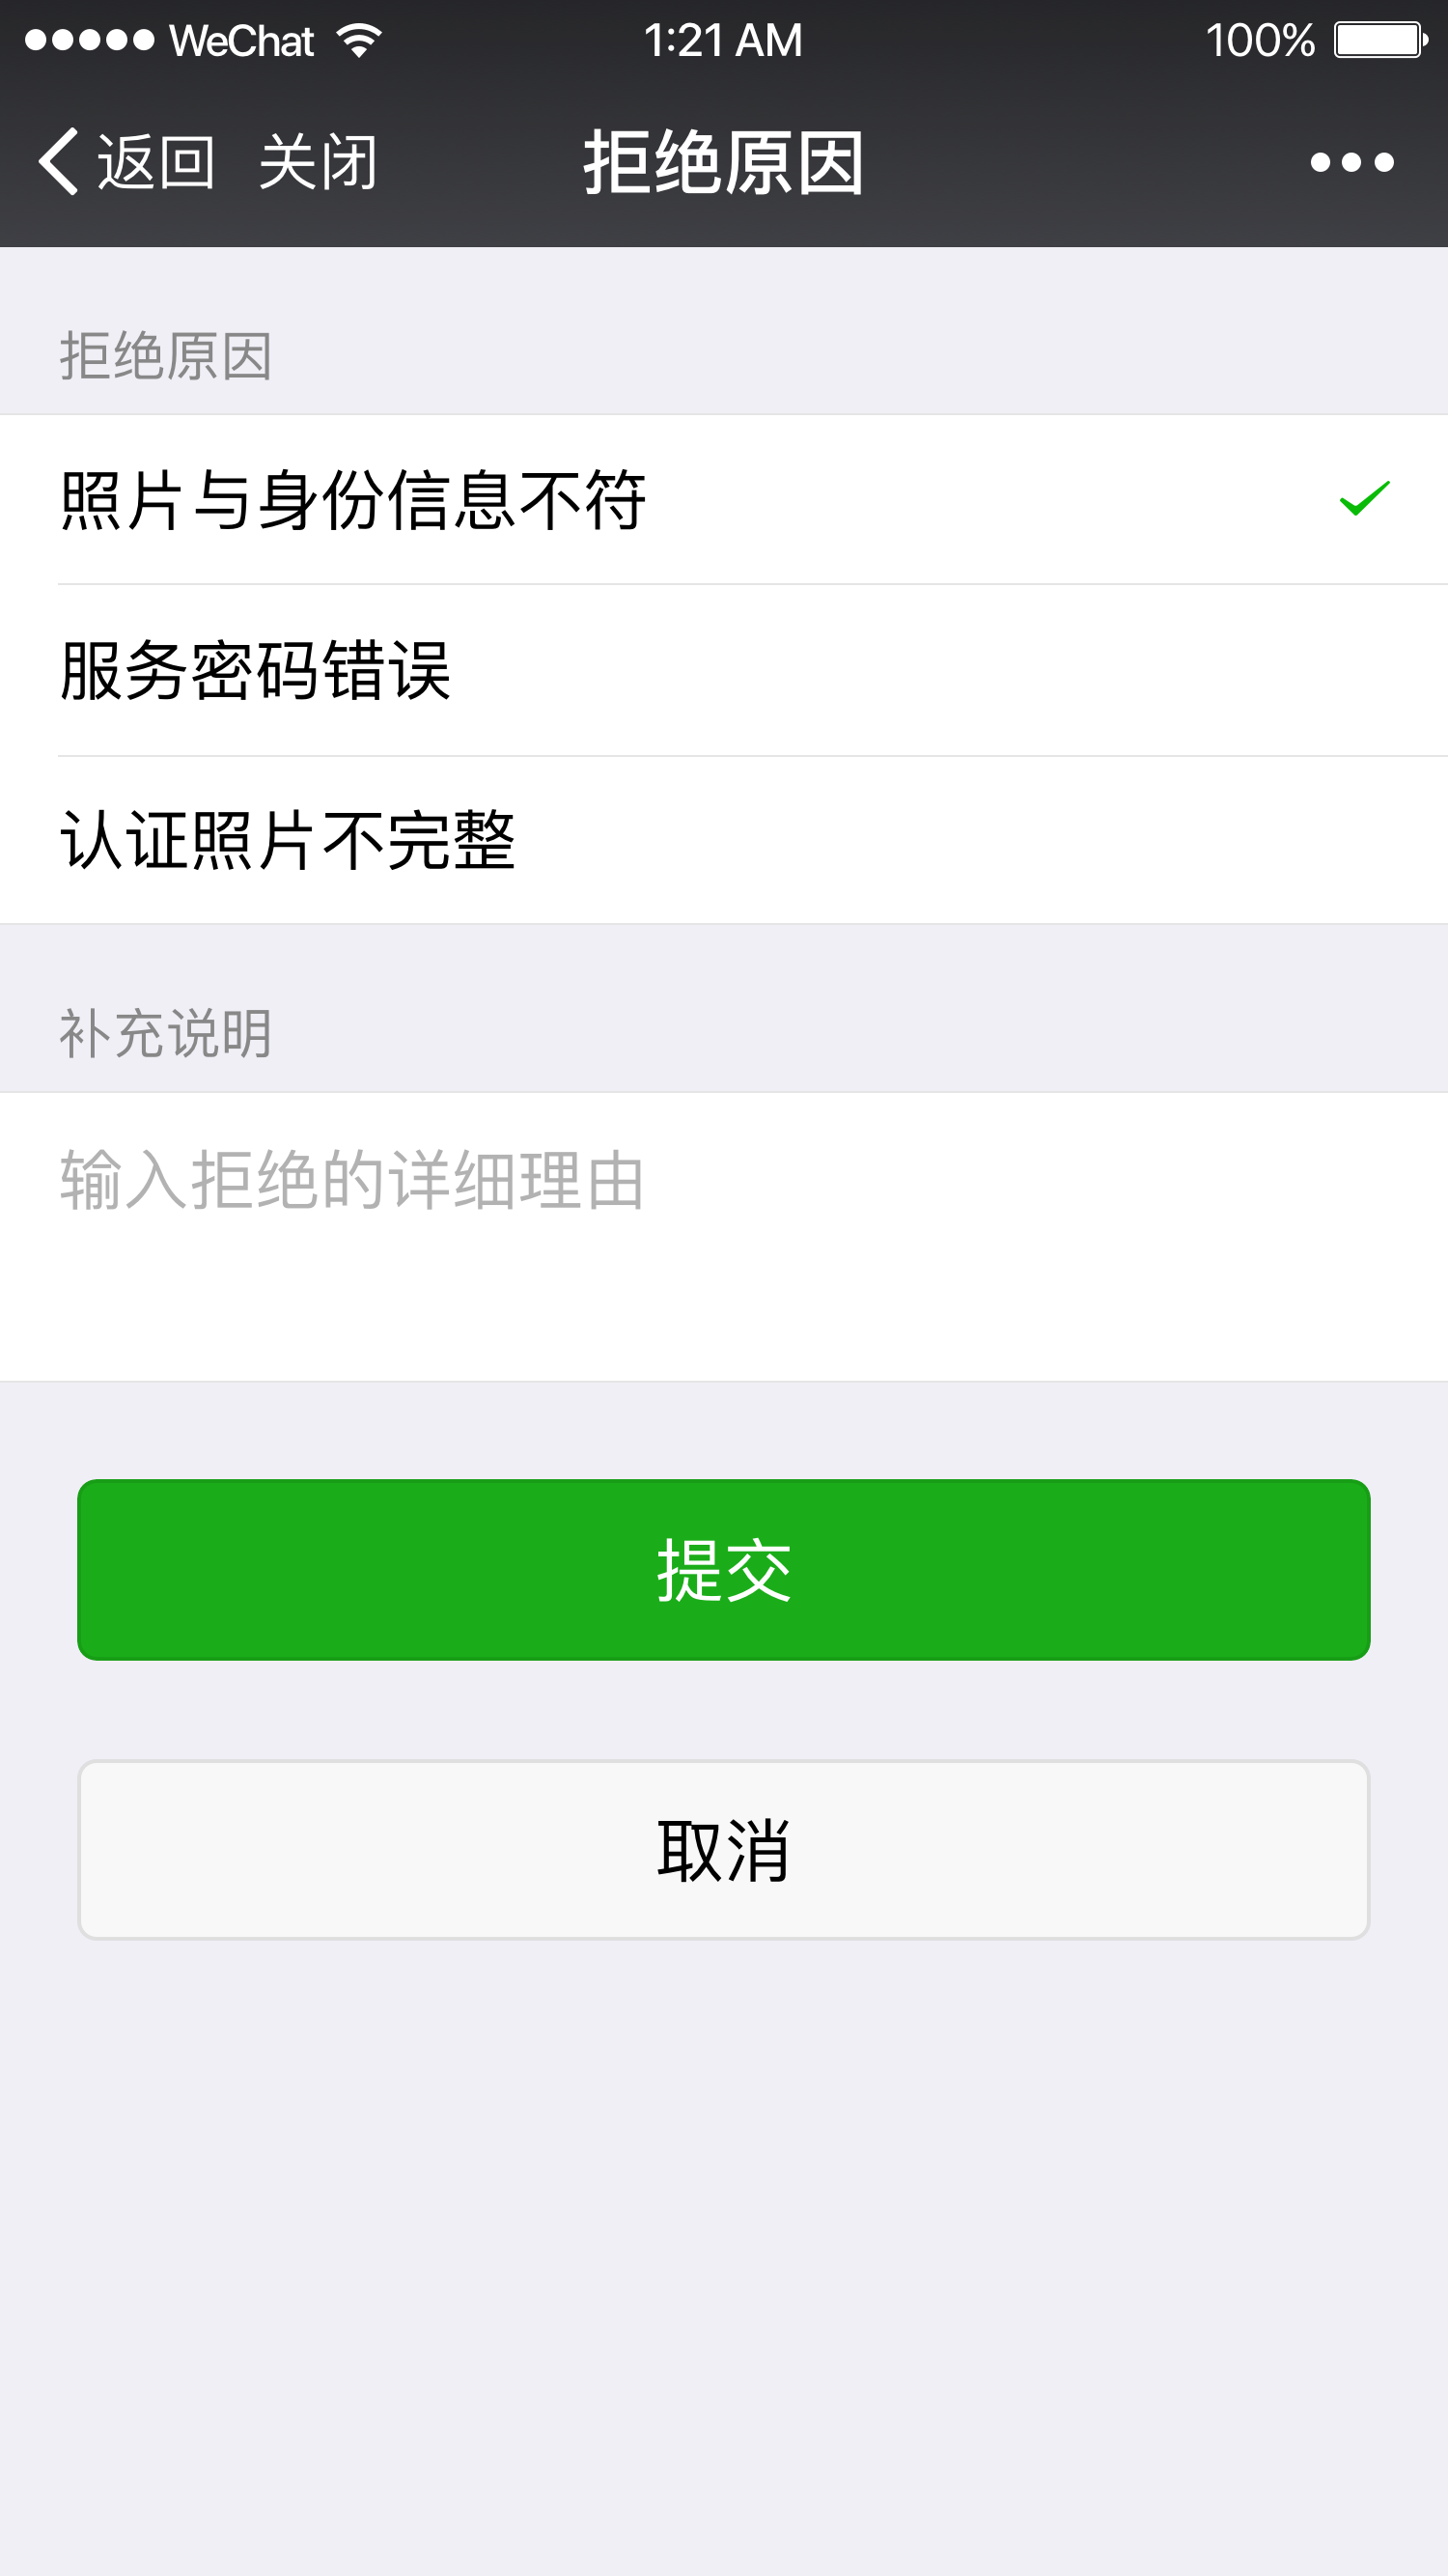 WeChat 1:21 AM 100%
返回 关闭 拒绝原因
拒绝原因
照片与身份信息不符
服务密码错误
认证照片不完整
补充说明
输入拒绝的详细理由
提交
取消